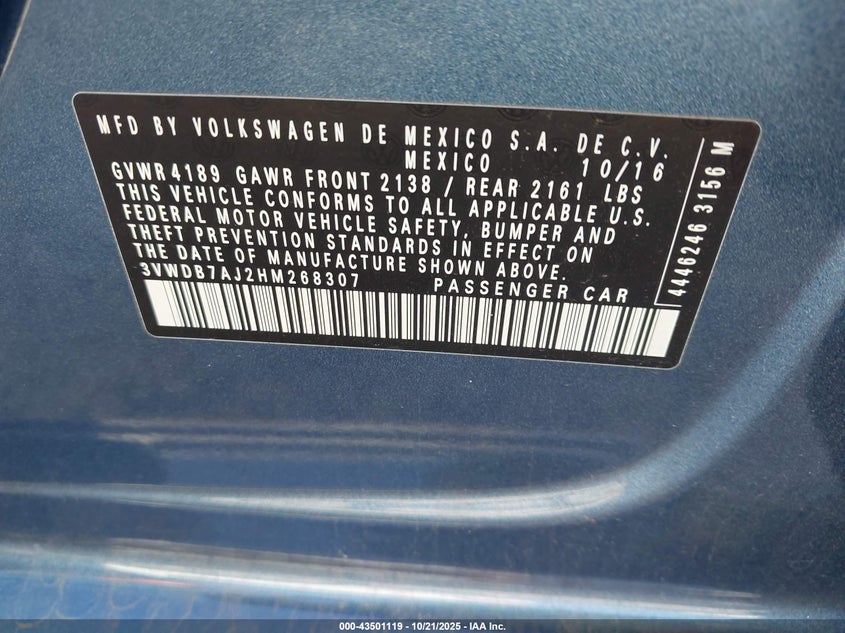 MFD BY VOLKSWAGEN DE MEXICO S.A. DE C.V.
MEXICO 10/16
GVWR 4189 GAWR FRONT 2138 / REAR 2161 LBS
THIS VEHICLE CONFORMS TO ALL APPLICABLE U.S.
FEDERAL MOTOR VEHICLE SAFETY, BUMPER AND
THEFT PREVENTION STANDARDS IN EFFECT ON
THE DATE OF MANUFACTURE SHOWN ABOVE.
3VWDB7AJ2HM268307 PASSENGER CAR
4446246 3156 M
000-43501119 - 10/21/2025 - IAA Inc.